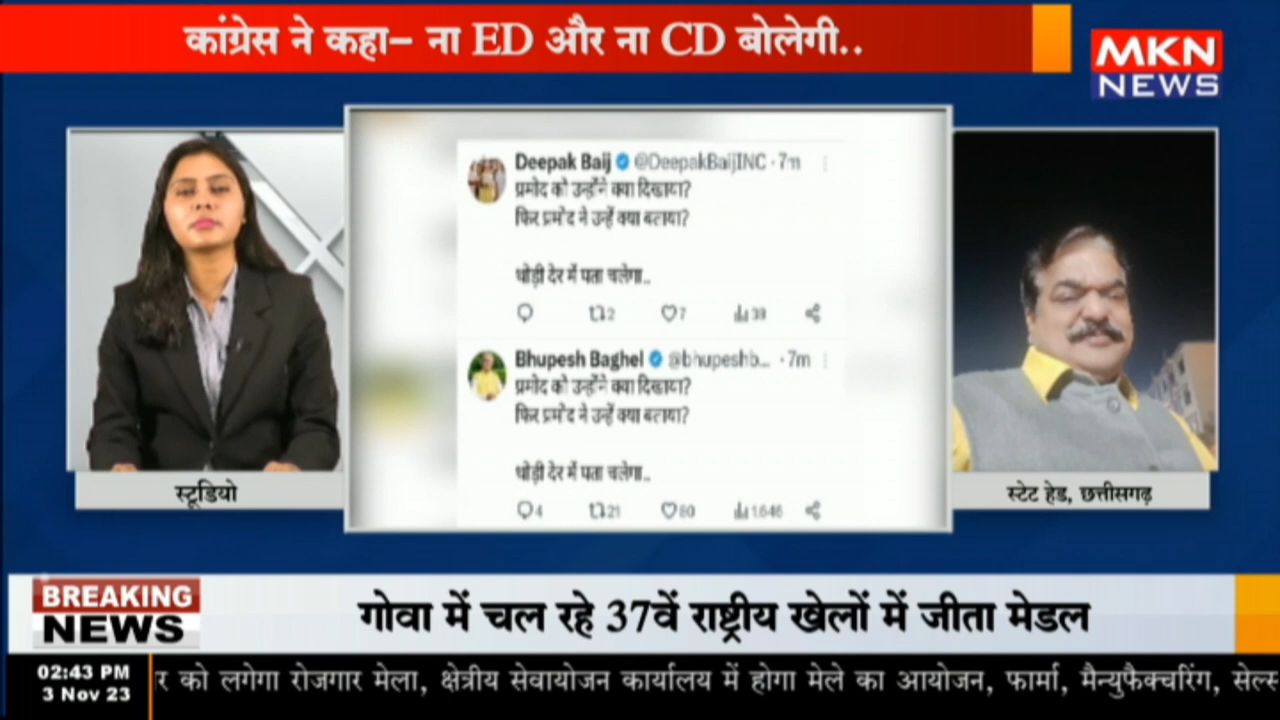 कांग्रेस ने कहा– ना ED और ना CD बोलेगी..
MKN
NEWS
Deepak Baij @DeepakBaijINC · 7m
प्रमोद को उन्होंने क्या दिखाया?
फिर प्रमोद ने उन्हें क्या बताया?
थोड़ी देर में पता चलेगा..
2 7 38
Bhupesh Baghel @bhupeshb... · 7m
प्रमोद को उन्होंने क्या दिखाया?
फिर प्रमोद ने उन्हें क्या बताया?
थोड़ी देर में पता चलेगा..
4 21 60 1,646
स्टूडियो
स्टेट हेड, छत्तीसगढ़
BREAKING
NEWS
गोवा में चल रहे 37वें राष्ट्रीय खेलों में जीता मेडल
02:43 PM
3 Nov 23
र को लगेगा रोजगार मेला, क्षेत्रीय सेवायोजन कार्यालय में होगा मेले का आयोजन, फार्मा, मैन्युफैक्चरिंग, सेल्स